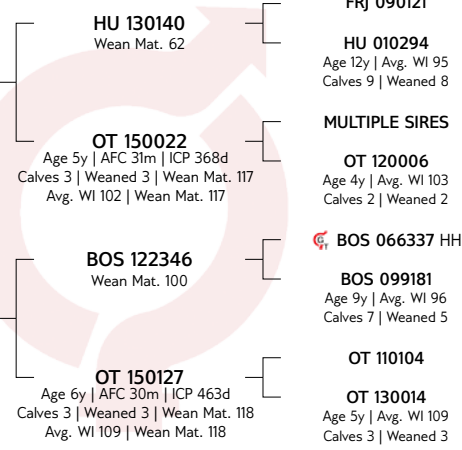 HU 130140
Wean Mat. 62
OT 150022
Age 5y | AFC 31m | ICP 368d
Calves 3 | Weaned 3 | Wean Mat. 117
Avg. WI 102 | Wean Mat. 117
BOS 122346
Wean Mat. 100
OT 150127
Age 6y | AFC 30m | ICP 463d
Calves 3 | Weaned 3 | Wean Mat. 118
Avg. WI 109 | Wean Mat. 118
FRJ 090121
HU 010294
Age 12y | Avg. WI 95
Calves 9 | Weaned 8
MULTIPLE SIRES
OT 120006
Age 4y | Avg. WI 103
Calves 2 | Weaned 2
GT BOS 066337 HH
BOS 099181
Age 9y | Avg. WI 96
Calves 7 | Weaned 5
OT 110104
OT 130014
Age 5y | Avg. WI 109
Calves 3 | Weaned 3